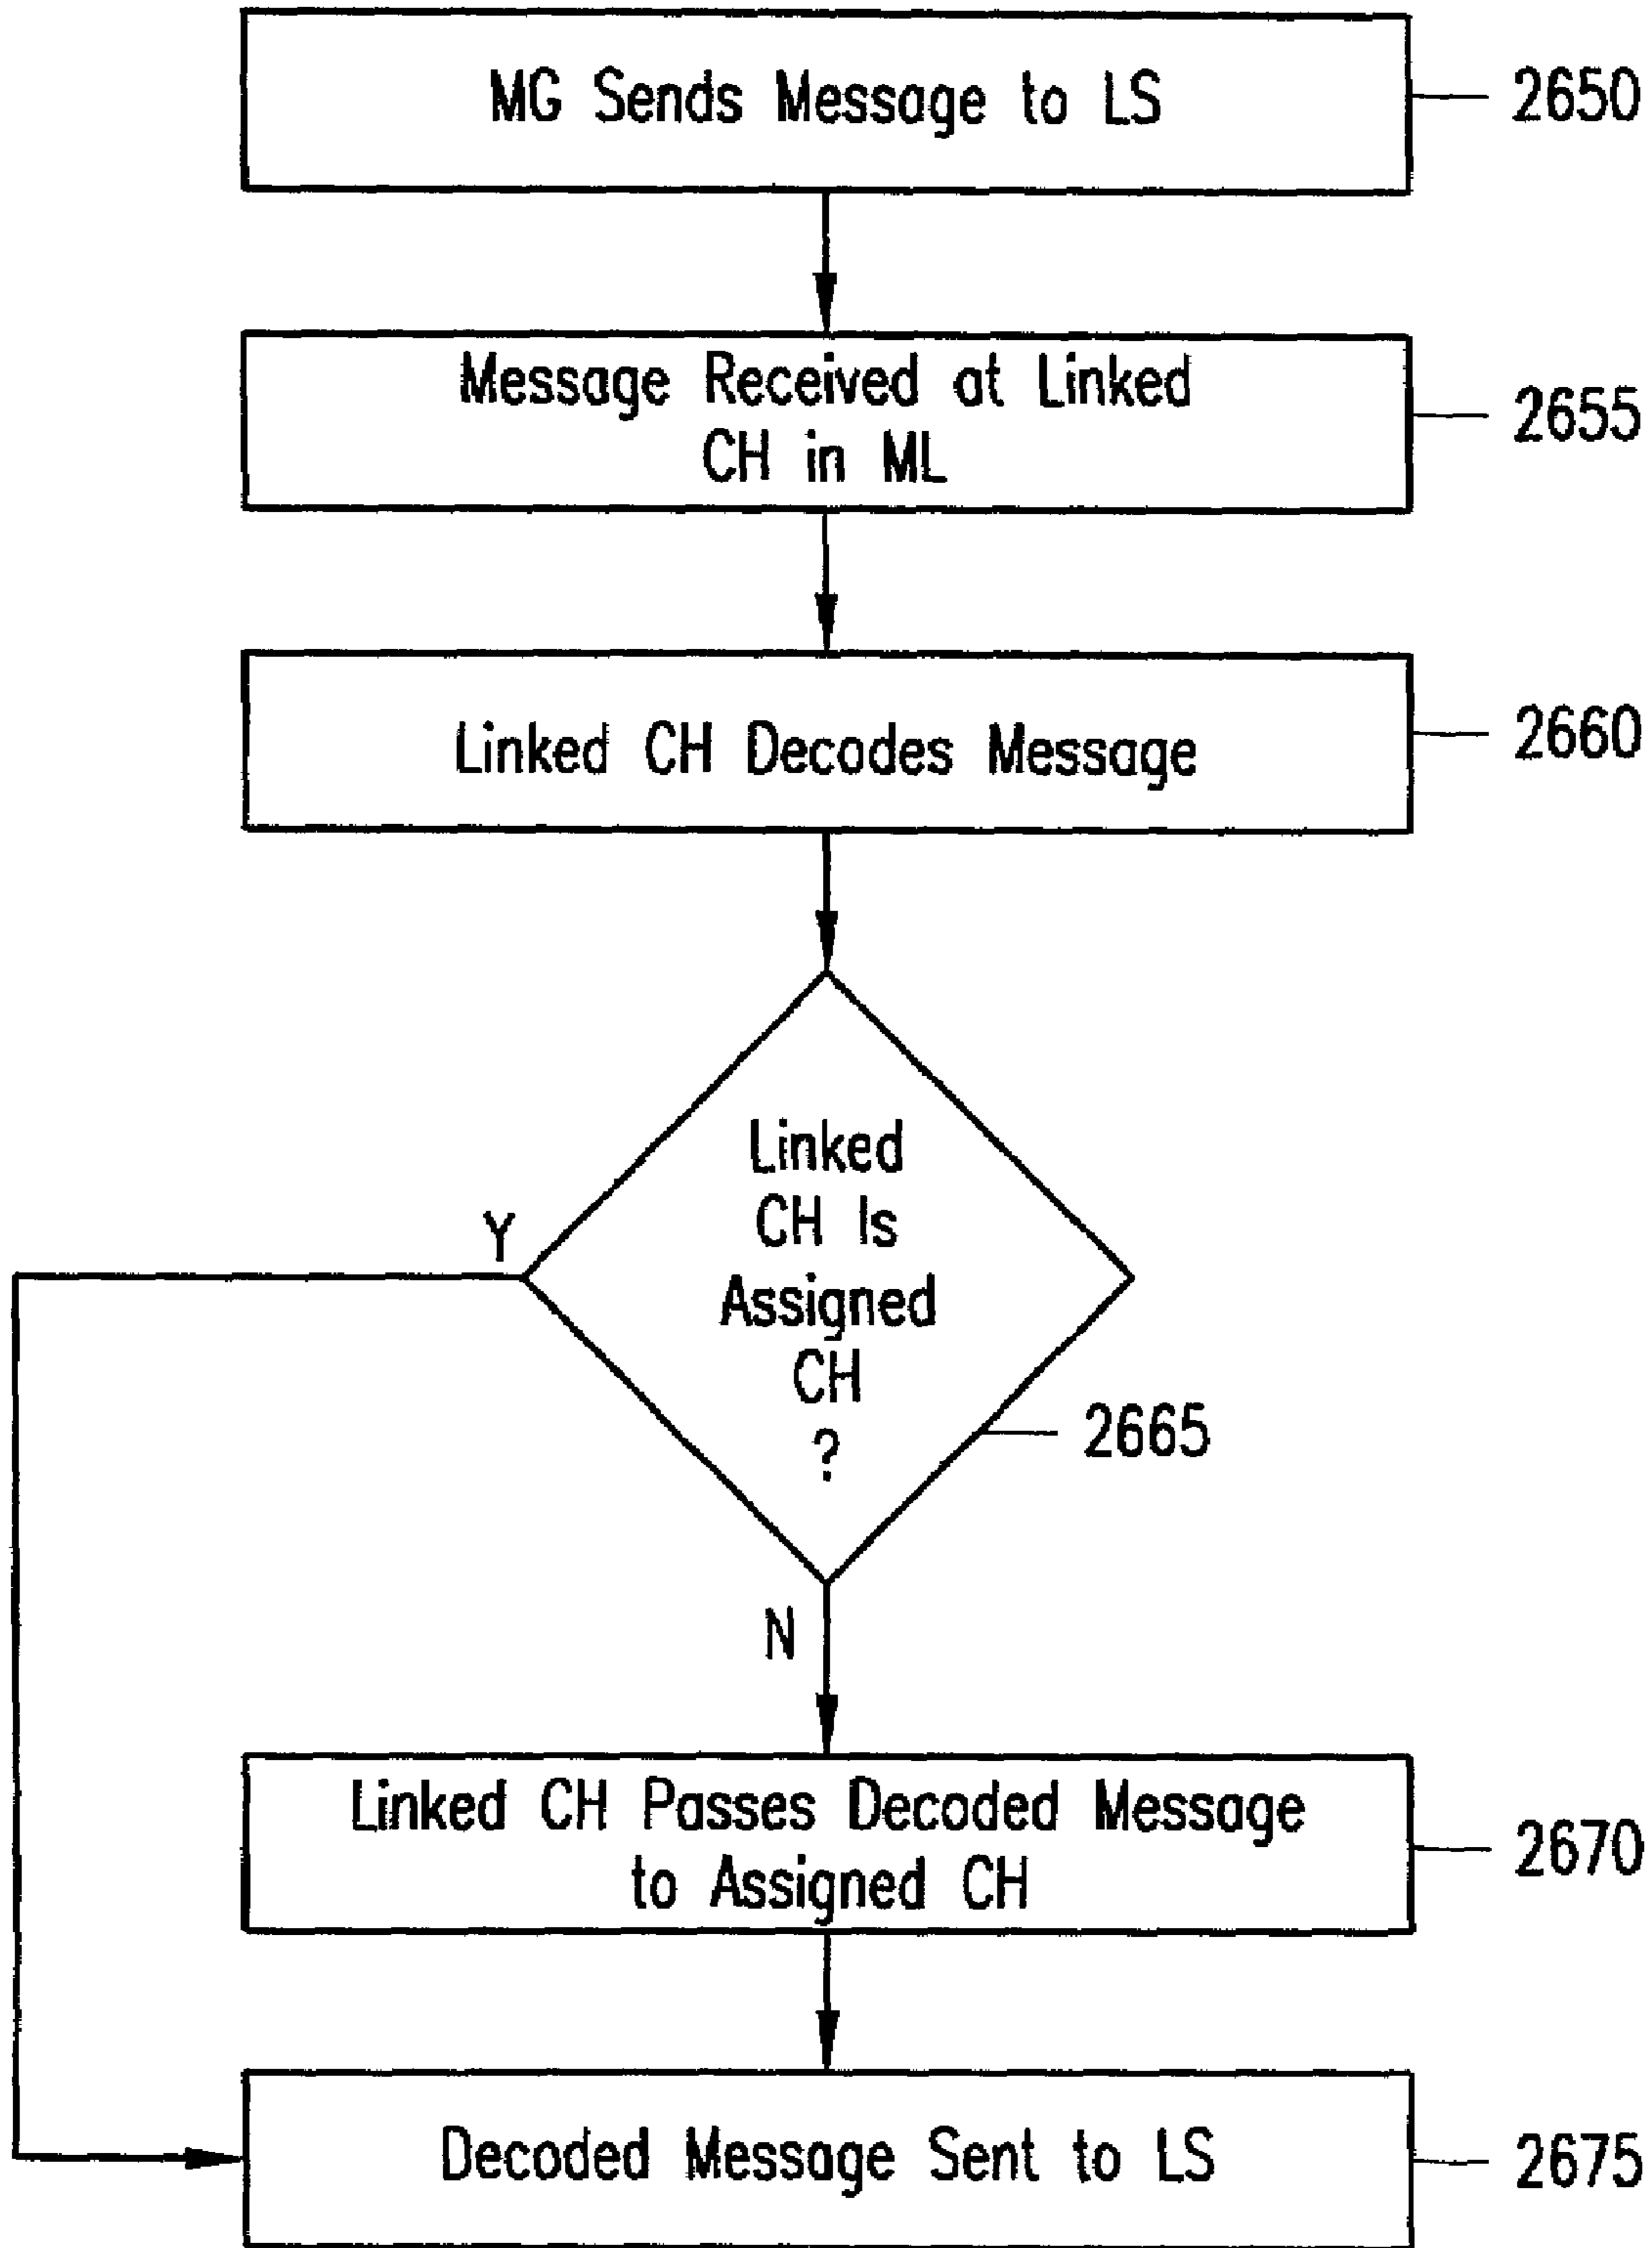 MG Sends Message to LS
2650
Message Received at Linked
CH in ML
2655
Linked CH Decodes Message
2660
Linked
CH Is
Assigned
CH
?
2665
Y
N
Linked CH Passes Decoded Message
to Assigned CH
2670
Decoded Message Sent to LS
2675